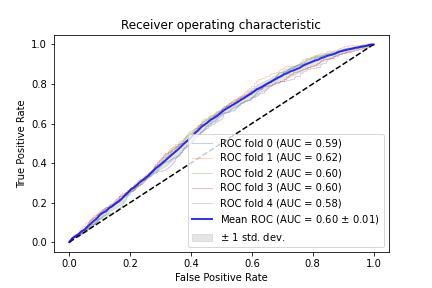 Receiver operating characteristic
True Positive Rate
1.0
0.8
0.6
0.4
0.2
0.0
ROC fold 0 (AUC = 0.59)
ROC fold 1 (AUC = 0.62)
ROC fold 2 (AUC = 0.60)
ROC fold 3 (AUC = 0.60)
ROC fold 4 (AUC = 0.58)
Mean ROC (AUC = 0.60 ± 0.01)
± 1 std. dev.
0.0 0.2 0.4 0.6 0.8 1.0
False Positive Rate